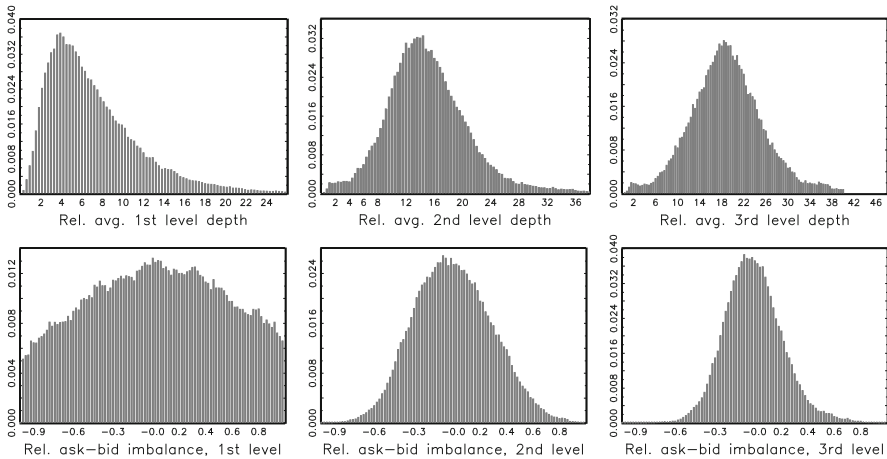 0.000 0.008 0.016 0.024 0.032 0.040
2 4 6 8 10 12 14 16 18 20 22 24
Rel. avg. 1st level depth
0.000 0.008 0.016 0.024 0.032
2 4 6 8 12 16 20 24 28 32 36
Rel. avg. 2nd level depth
0.000 0.008 0.016 0.024 0.032
2 6 10 14 18 22 26 30 34 38 42 46
Rel. avg. 3rd level depth
0.000 0.004 0.008 0.012
-0.9 -0.6 -0.3 -0.0 0.2 0.4 0.6 0.8
Rel. ask-bid imbalance, 1st level
0.000 0.008 0.016 0.024
-0.9 -0.6 -0.3 -0.0 0.2 0.4 0.6 0.8
Rel. ask-bid imbalance, 2nd level
0.000 0.008 0.016 0.024 0.032 0.040
-0.9 -0.6 -0.3 -0.0 0.2 0.4 0.6 0.8
Rel. ask-bid imbalance, 3rd level